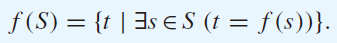 f(S) = {t | ∃s ∈ S (t = f(s))}.